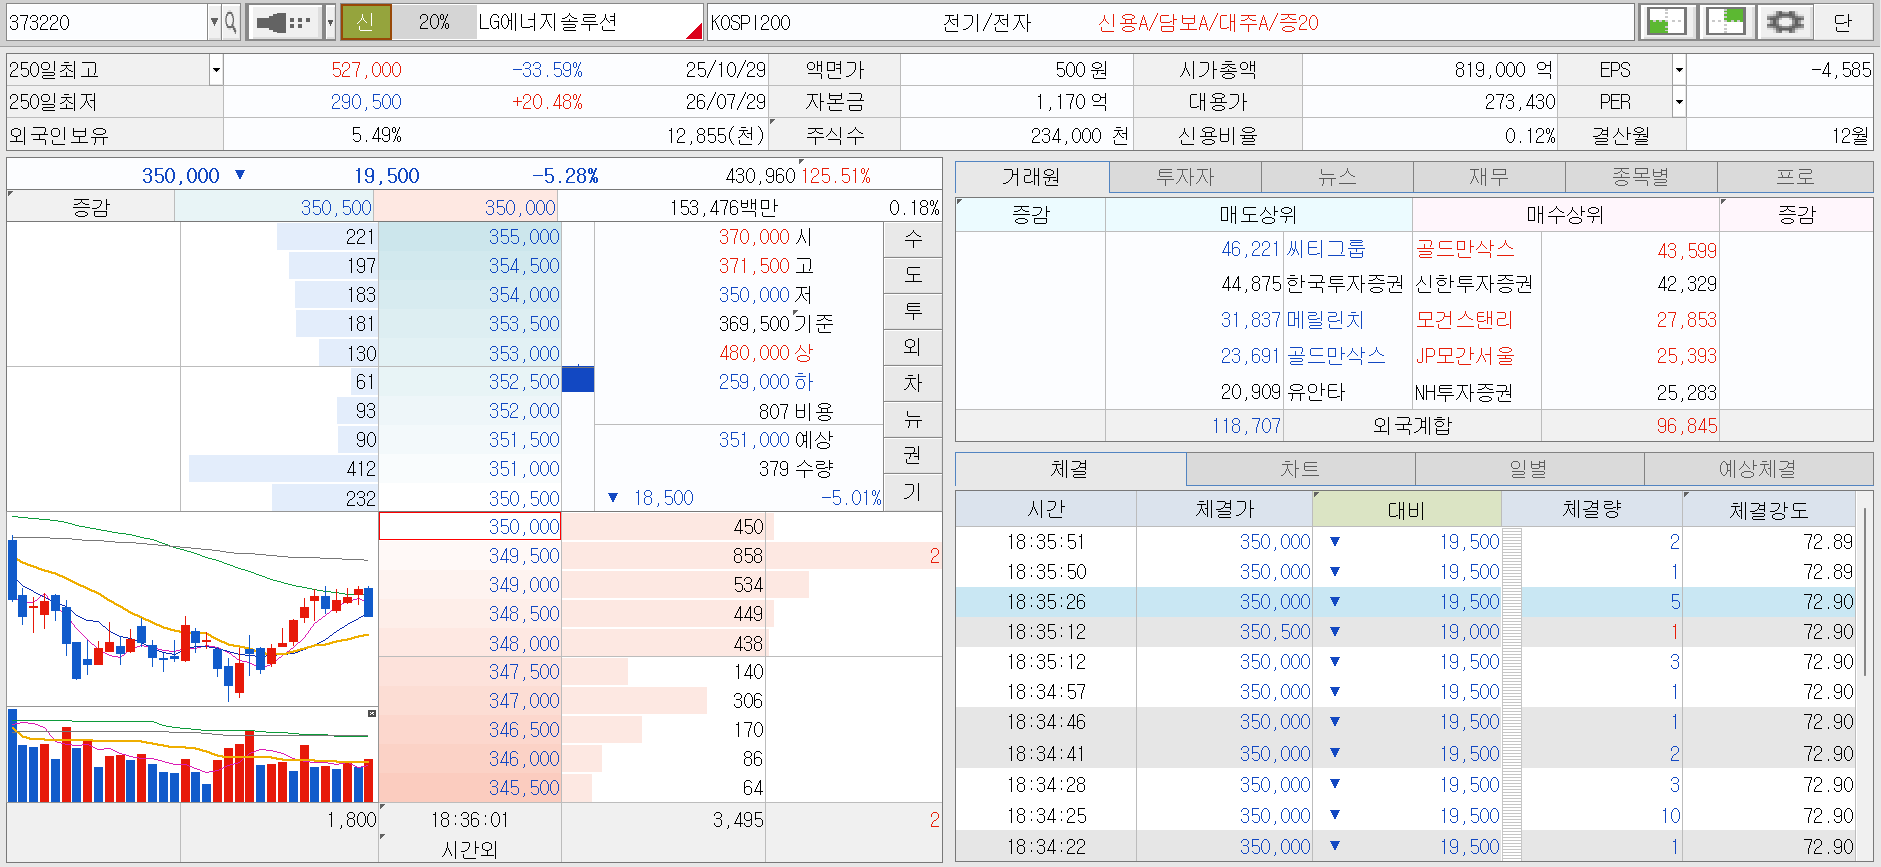 373220 신 20% LG에너지솔루션 KOSPI200 전기/전자 신용A/담보A/대주A/증20 단
250일최고 527,000 -33.59% 25/10/29 액면가 500원 시가총액 819,000 억 EPS -4,585
250일최저 290,500 +20.48% 26/07/29 자본금 1,170억 대용가 273,430 PER
외국인보유 5.49% 12,855(천) 주식수 234,000 천 신용비율 0.12% 결산월 12월
350,000 ▼ 19,500 -5.28% 430,960 125.51%
증감 350,500 350,000 153,476백만 0.18%
221 355,000 370,000 시 수
197 354,500 371,500 고 도
183 354,000 350,000 저
181 353,500 369,500 기준 투
130 353,000 480,000 상 외
61 352,500 259,000 하 차
93 352,000 807 비용 뉴
90 351,500 351,000 예상
412 351,000 379 수량 권
232 350,500 ▼ 18,500 -5.01% 기
350,000 450
349,500 858 2
349,000 534
348,500 449
348,000 438
347,500 140
347,000 306
346,500 170
346,000 86
345,500 64
1,800 18:36:01 3,495 2
시간외
거래원 투자자 뉴스 재무 종목별 프로
증감 매도상위 매수상위 증감
46,221 씨티그룹 골드만삭스 43,599
44,875 한국투자증권 신한투자증권 42,329
31,837 메릴린치 모건스탠리 27,853
23,691 골드만삭스 JP모간서울 25,393
20,909 유안타 NH투자증권 25,283
118,707 외국계합 96,845
체결 차트 일별 예상체결
시간 체결가 대비 체결량 체결강도
18:35:51 350,000 ▼ 19,500 2 72.89
18:35:50 350,000 ▼ 19,500 1 72.89
18:35:26 350,000 ▼ 19,500 5 72.90
18:35:12 350,500 ▼ 19,000 1 72.90
18:35:12 350,000 ▼ 19,500 3 72.90
18:34:57 350,000 ▼ 19,500 1 72.90
18:34:46 350,000 ▼ 19,500 1 72.90
18:34:41 350,000 ▼ 19,500 2 72.90
18:34:28 350,000 ▼ 19,500 3 72.90
18:34:25 350,000 ▼ 19,500 10 72.90
18:34:22 350,000 ▼ 19,500 1 72.90